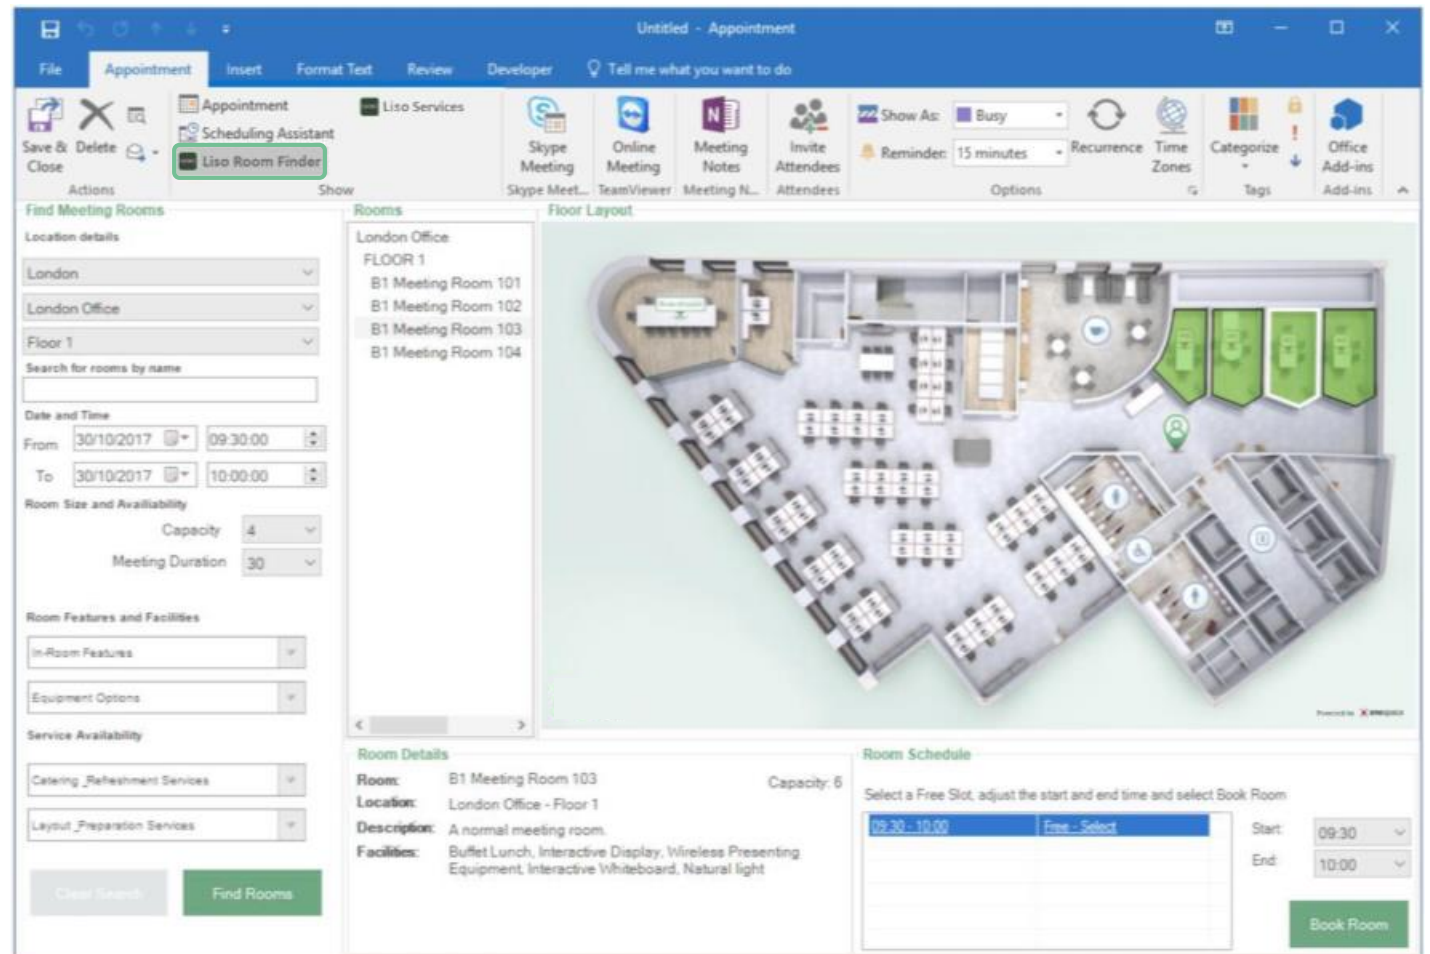 Untitled - Appointment
File Appointment Insert Format Text Review Developer Tell me what you want to do
Save & Close
Delete
Actions
Appointment
Scheduling Assistant
Liso Room Finder
Liso Services
Show
Skype Meeting
Skype Meet...
Online Meeting
TeamViewer
Meeting Notes
Meeting N...
Invite Attendees
Attendees
Show As: Busy
Reminder: 15 minutes
Recurrence
Time Zones
Options
Categorize
Tags
Office Add-ins
Add-ins
Find Meeting Rooms
Location details
London
London Office
Floor 1
Search for rooms by name
Date and Time
From 30/10/2017 09:30:00
To 30/10/2017 10:00:00
Room Size and Availiability
Capacity 4
Meeting Duration 30
Room Features and Facilities
In-Room Features
Equipment Options
Service Availability
Catering _Refreshment Services
Layout _Preparation Services
Clear Search Find Rooms
Rooms
London Office
FLOOR 1
B1 Meeting Room 101
B1 Meeting Room 102
B1 Meeting Room 103
B1 Meeting Room 104
Floor Layout
Powered by
Room Details
Room: B1 Meeting Room 103 Capacity: 6
Location: London Office - Floor 1
Description: A normal meeting room.
Facilities: Buffet Lunch, Interactive Display, Wireless Presenting
Equipment, Interactive Whiteboard, Natural light
Room Schedule
Select a Free Slot, adjust the start and end time and select Book Room
09:30 - 10:00 Free - Select
Start: 09:30
End: 10:00
Book Room